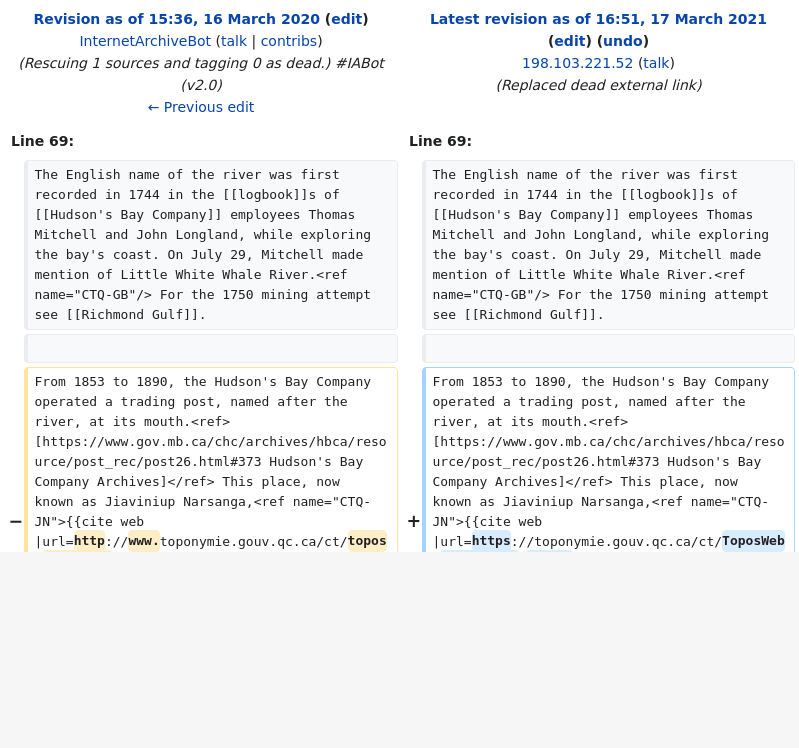 Revision as of 15:36, 16 March 2020 (edit)
InternetArchiveBot (talk | contribs)
(Rescuing 1 sources and tagging 0 as dead.) #IABot
(v2.0)
← Previous edit
Line 69:
The English name of the river was first
recorded in 1744 in the [[logbook]]s of
[[Hudson's Bay Company]] employees Thomas
Mitchell and John Longland, while exploring
the bay's coast. On July 29, Mitchell made
mention of Little White Whale River.<ref
name="CTQ-GB"/> For the 1750 mining attempt
see [[Richmond Gulf]].
From 1853 to 1890, the Hudson's Bay Company
operated a trading post, named after the
river, at its mouth.<ref>
[https://www.gov.mb.ca/chc/archives/hbca/reso
urce/post_rec/post26.html#373 Hudson's Bay
Company Archives]</ref> This place, now
known as Jiaviniup Narsanga,<ref name="CTQ-
− JN">{{cite web
|url=http://www.toponymie.gouv.qc.ca/ct/topos
Latest revision as of 16:51, 17 March 2021
(edit) (undo)
198.103.221.52 (talk)
(Replaced dead external link)
Line 69:
The English name of the river was first
recorded in 1744 in the [[logbook]]s of
[[Hudson's Bay Company]] employees Thomas
Mitchell and John Longland, while exploring
the bay's coast. On July 29, Mitchell made
mention of Little White Whale River.<ref
name="CTQ-GB"/> For the 1750 mining attempt
see [[Richmond Gulf]].
From 1853 to 1890, the Hudson's Bay Company
operated a trading post, named after the
river, at its mouth.<ref>
[https://www.gov.mb.ca/chc/archives/hbca/reso
urce/post_rec/post26.html#373 Hudson's Bay
Company Archives]</ref> This place, now
known as Jiaviniup Narsanga,<ref name="CTQ-
+ JN">{{cite web
|url=https://toponymie.gouv.qc.ca/ct/ToposWeb